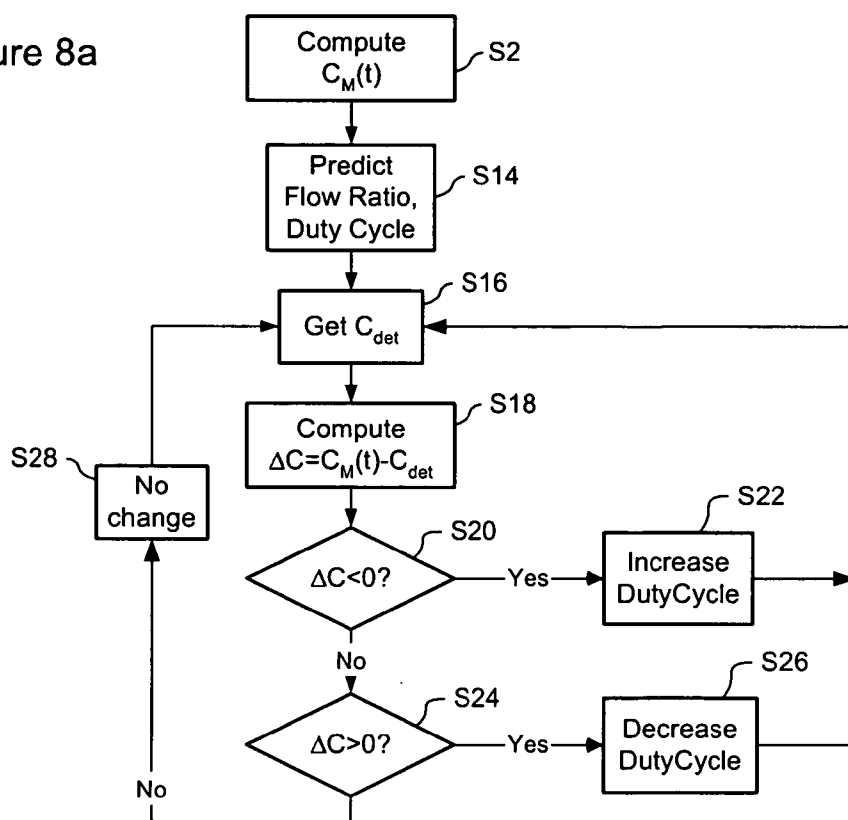 ure 8a
Compute
C_M(t)
S2
Predict
Flow Ratio,
Duty Cycle
S14
S16
Get C_det
S18
Compute
ΔC=C_M(t)-C_det
S28
No
change
S20
ΔC<0?
Yes
S22
Increase
DutyCycle
No
S24
ΔC>0?
Yes
S26
Decrease
DutyCycle
No